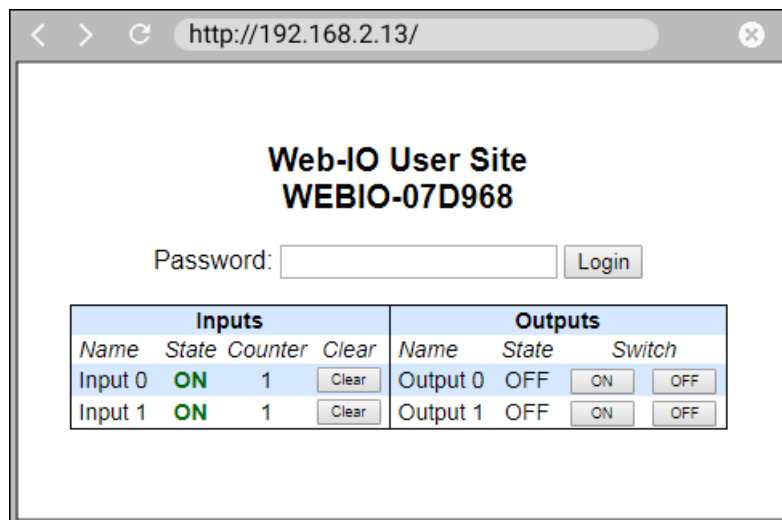 http://192.168.2.13/
Web-IO User Site
WEBIO-07D968
Password: Login
Inputs Outputs
Name State Counter Clear Name State Switch
Input 0 ON 1 Clear Output 0 OFF ON OFF
Input 1 ON 1 Clear Output 1 OFF ON OFF